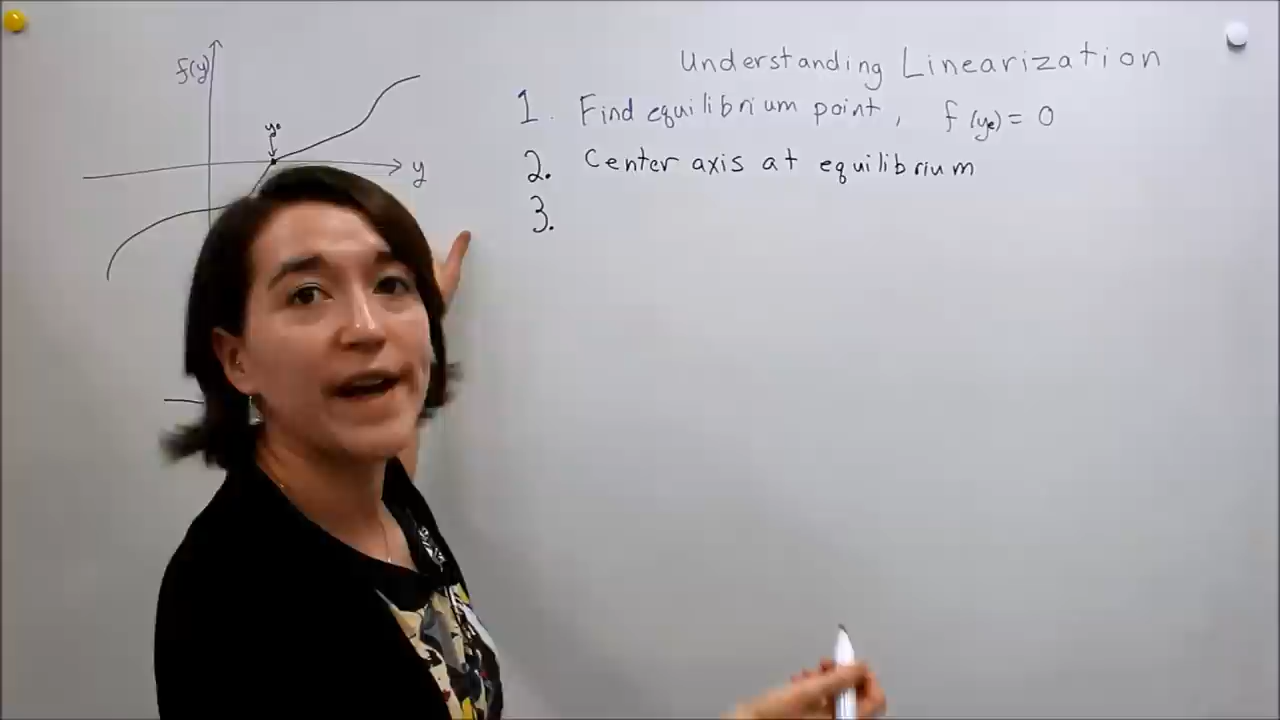 Understanding Linearization
f(y)
1. Find equilibrium point, f(ye) = 0
ye
2. Center axis at equilibrium
y
3.